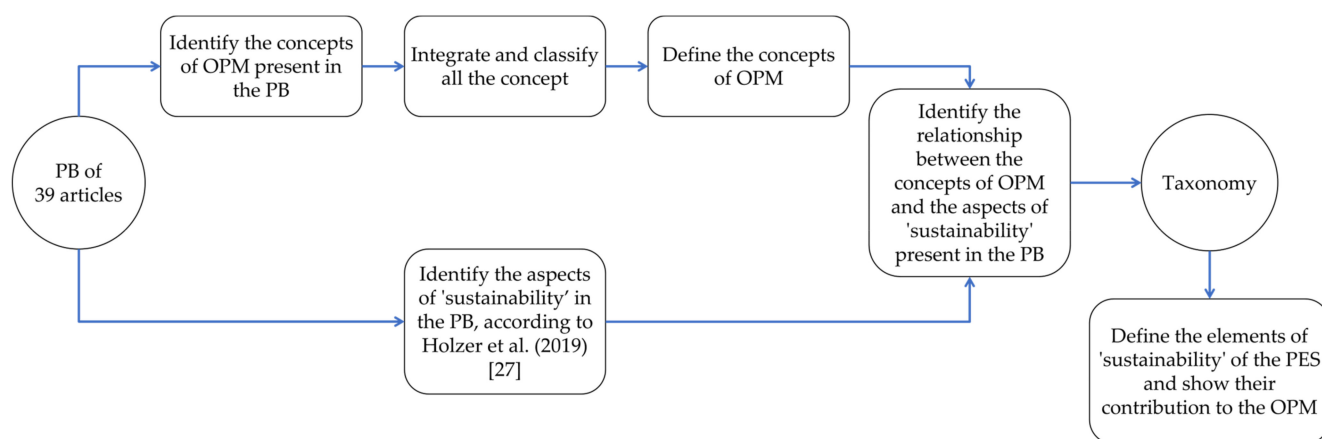 PB of
39 articles
Identify the concepts
of OPM present in
the PB
Integrate and classify
all the concept
Define the concepts
of OPM
Identify the aspects
of 'sustainability’ in
the PB, according to
Holzer et al. (2019)
[27]
Identify the
relationship
between the
concepts of OPM
and the aspects of
'sustainability'
present in the PB
Taxonomy
Define the elements of
'sustainability' of the PES
and show their
contribution to the OPM